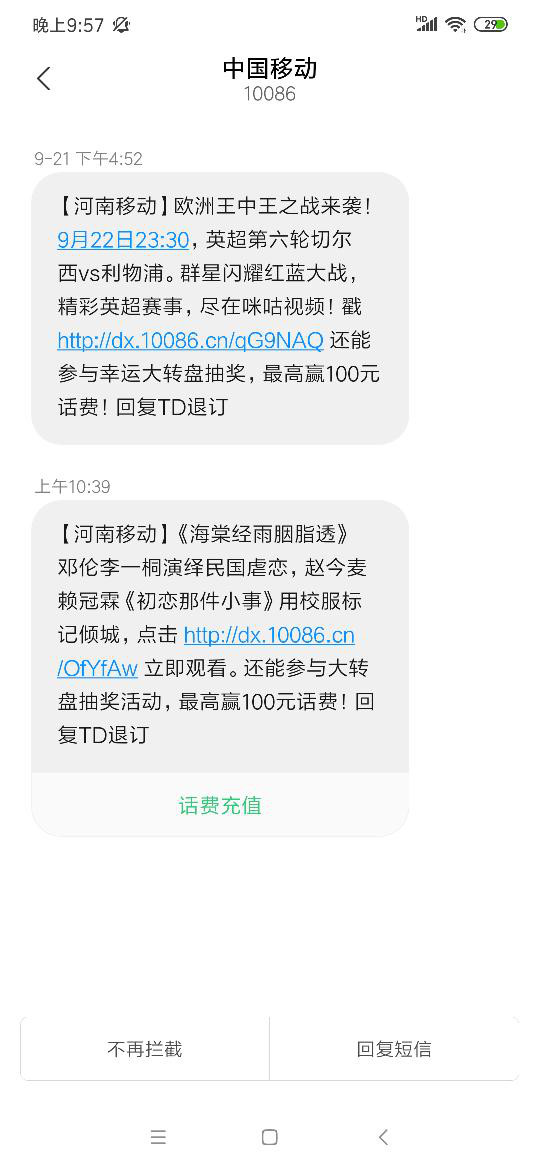 晚上9:57
HD
29
中国移动
10086
9-21 下午4:52
【河南移动】欧洲王中王之战来袭！
9月22日23:30，英超第六轮切尔
西vs利物浦。群星闪耀红蓝大战，
精彩英超赛事，尽在咪咕视频！戳
http://dx.10086.cn/qG9NAQ 还能
参与幸运大转盘抽奖，最高赢100元
话费！回复TD退订
上午10:39
【河南移动】《海棠经雨胭脂透》
邓伦李一桐演绎民国虐恋，赵今麦
赖冠霖《初恋那件小事》用校服标
记倾城，点击 http://dx.10086.cn
/OfYfAw 立即观看。还能参与大转
盘抽奖活动，最高赢100元话费！回
复TD退订
话费充值
不再拦截
回复短信